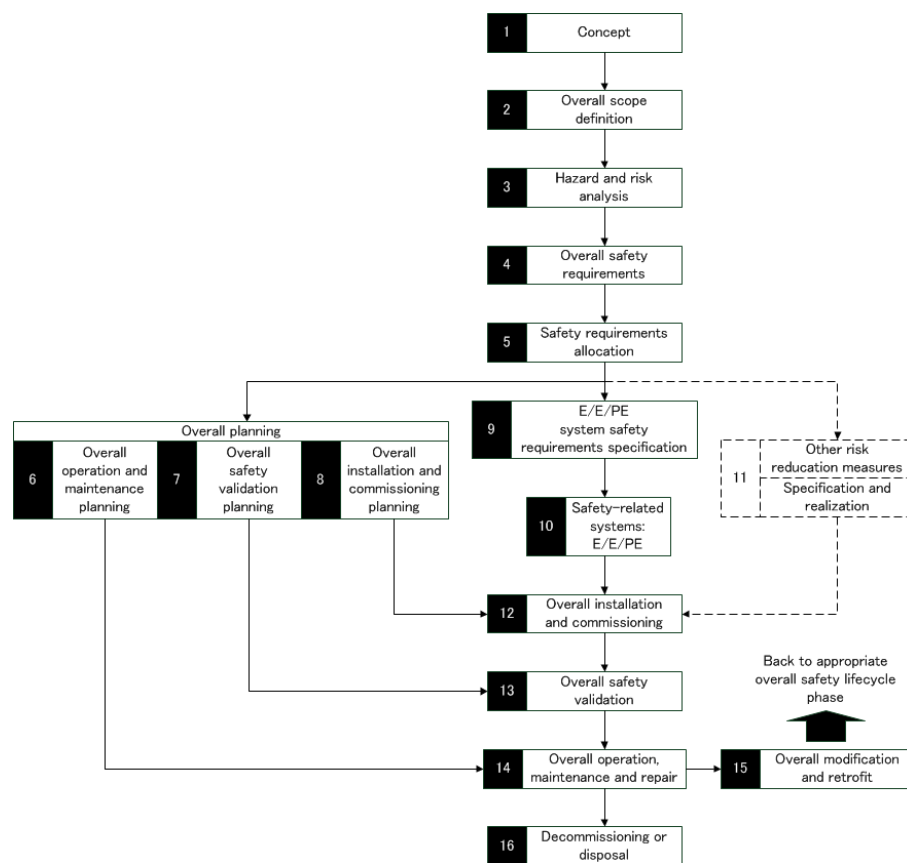 1
Concept
2
Overall scope
definition
3
Hazard and risk
analysis
4
Overall safety
requirements
5
Safety requirements
allocation
Overall planning
6
Overall
operation and
maintenance
planning
7
Overall
safety
validation
planning
8
Overall
installation and
commissioning
planning
9
E/E/PE
system safety
requirements specification
10
Safety-related
systems:
E/E/PE
11
Other risk
reducation measures
Specification and
realization
12
Overall installation
and commissioning
13
Overall safety
validation
Back to appropriate
overall safety lifecycle
phase
14
Overall operation,
maintenance and repair
15
Overall modification
and retrofit
16
Decommissioning or
disposal